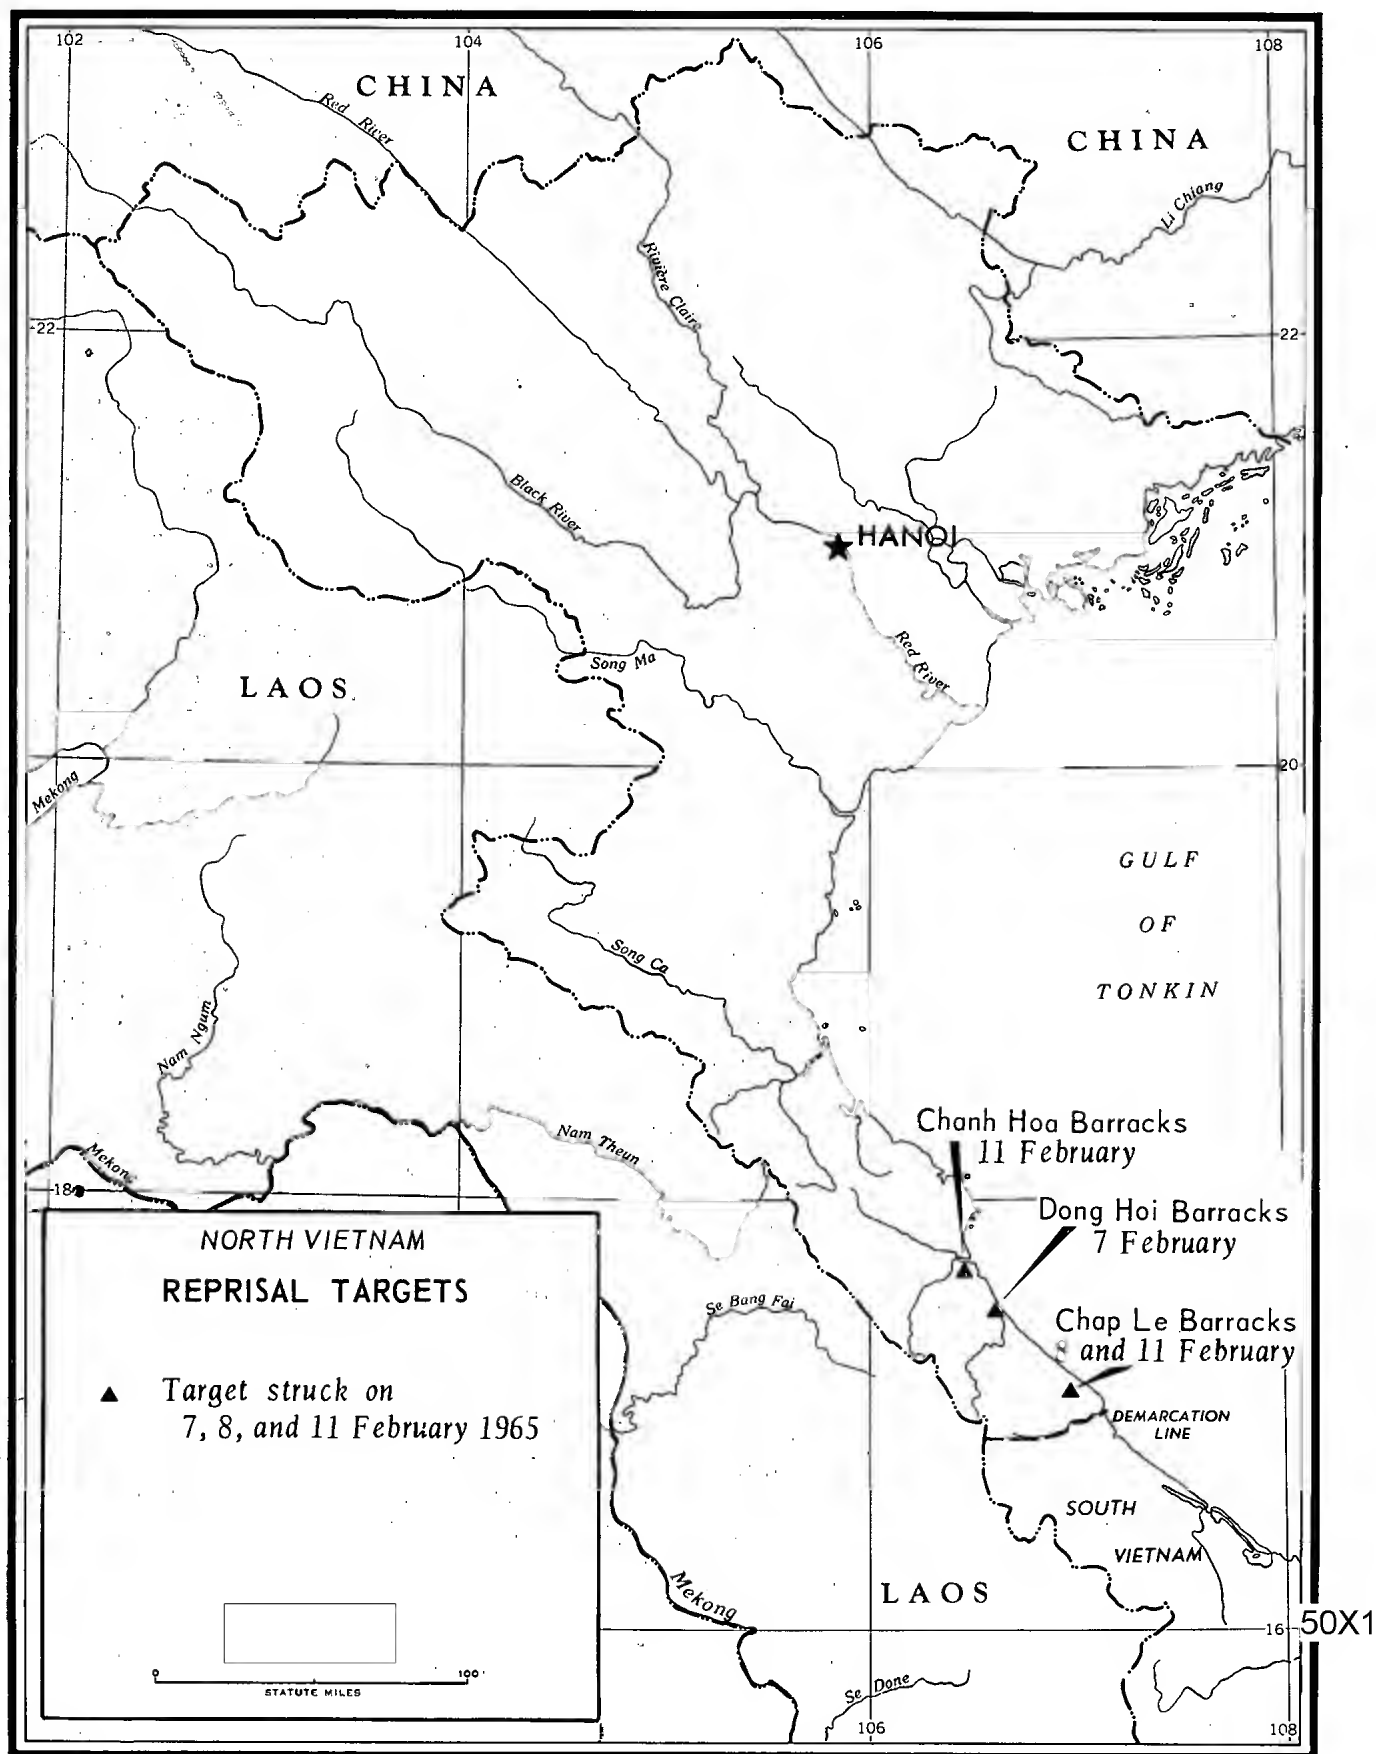 102
104
106
108
CHINA
Red River
CHINA
Li Chiang
Rivière Claire
22
22
Black River
HANOI
Song Ma
Red River
LAOS
20
Mekong
GULF
OF
TONKIN
Song Ca
Nam Ngum
Chanh Hoa Barracks
11 February
Nam Theun
Mekong
18
Dong Hoi Barracks
7 February
NORTH VIETNAM
REPRISAL TARGETS
Se Bang Fai
Chap Le Barracks
8 and 11 February
Target struck on
7, 8, and 11 February 1965
DEMARCATION
LINE
SOUTH
VIETNAM
Mekong
LAOS
16
50X1
0
100
STATUTE MILES
Se Done
106
108